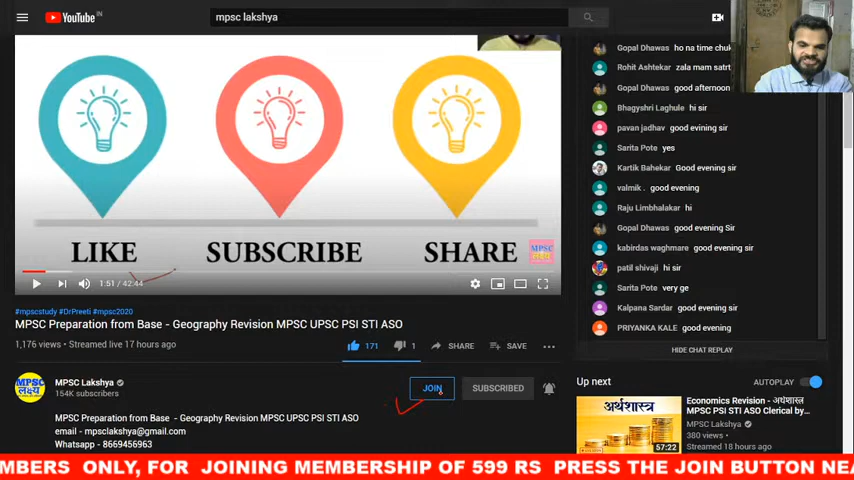 YouTube IN
mpsc lakshya
LIKE
SUBSCRIBE
SHARE
MPSC
लक्ष्य
1:51 / 42:44
#mpscstudy #DrPreeti #mpsc2020
MPSC Preparation from Base - Geography Revision MPSC UPSC PSI STI ASO
1,176 views • Streamed live 17 hours ago
171
1
SHARE
SAVE
MPSC
लक्ष्य
MPSC Lakshya
154K subscribers
JOIN
SUBSCRIBED
MPSC Preparation from Base - Geography Revision MPSC UPSC PSI STI ASO
email - mpsclakshya@gmail.com
Whatsapp - 8669456963
Gopal Dhawas ho na time chuk
Rohit Ashtekar zala mam satrt
Gopal Dhawas good afternoon
Bhagyshri Laghule hi sir
pavan jadhav good evining sir
Sarita Pote yes
Kartik Bahekar Good evening sir
valmik . good evening
Raju Limbhalakar hi
Gopal Dhawas good evening Sir
kabirdas waghmare good evening sir
patil shivaji hi sir
Sarita Pote very ge
Kalpana Sardar good evening sir
PRIYANKA KALE good evening
HIDE CHAT REPLAY
Up next
AUTOPLAY
अर्थशास्त्र
57:22
Economics Revision - अर्थशास्त्र
MPSC PSI STI ASO Clerical by...
MPSC Lakshya
380 views •
Streamed 18 hours ago
MBERS ONLY, FOR JOINING MEMBERSHIP OF 599 RS PRESS THE JOIN BUTTON NEA